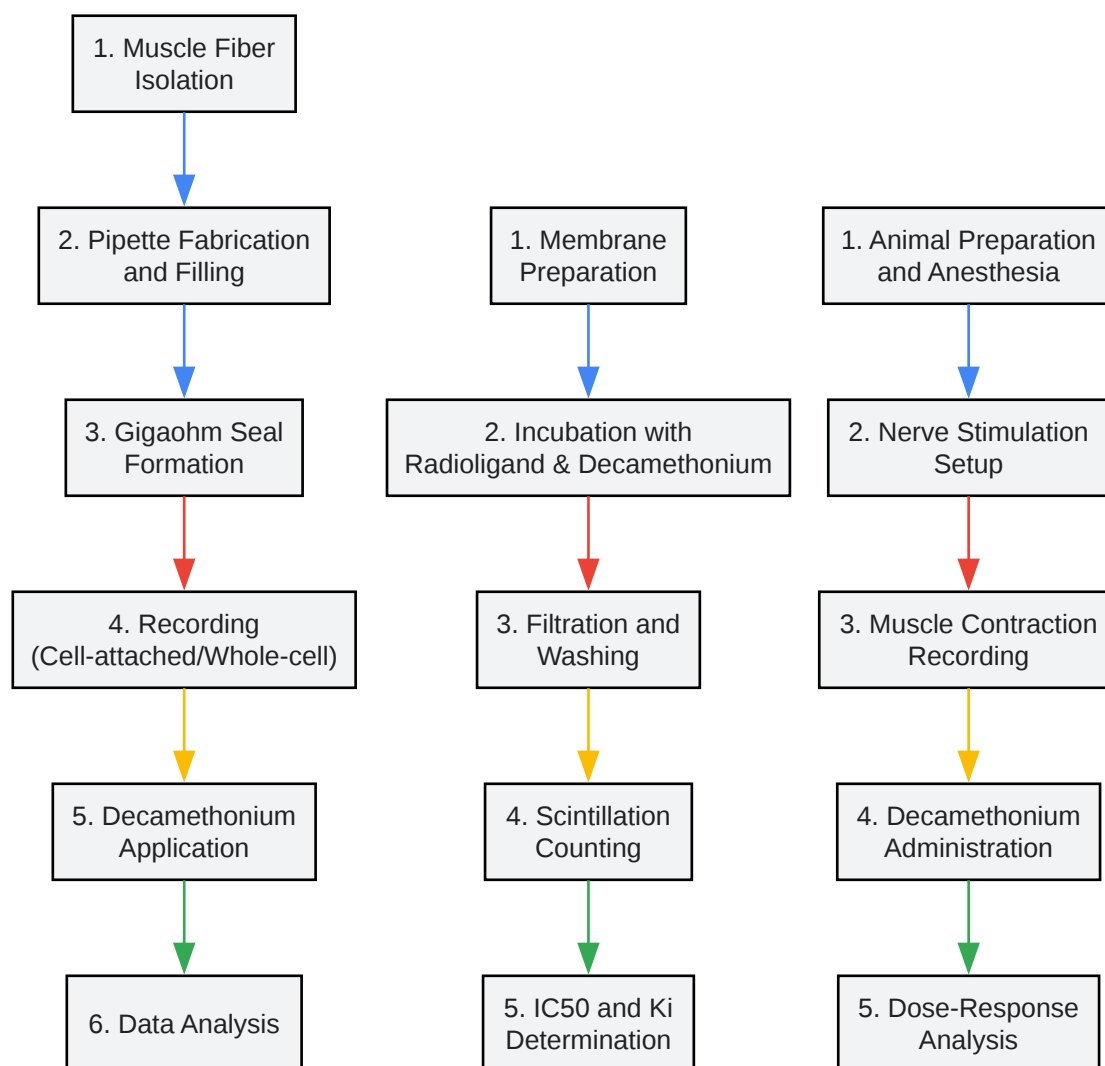 1. Muscle Fiber
Isolation
2. Pipette Fabrication
and Filling
3. Gigaohm Seal
Formation
4. Recording
(Cell-attached/Whole-cell)
5. Decamethonium
Application
6. Data Analysis
1. Membrane
Preparation
2. Incubation with
Radioligand & Decamethonium
3. Filtration and
Washing
4. Scintillation
Counting
5. IC50 and Ki
Determination
1. Animal Preparation
and Anesthesia
2. Nerve Stimulation
Setup
3. Muscle Contraction
Recording
4. Decamethonium
Administration
5. Dose-Response
Analysis